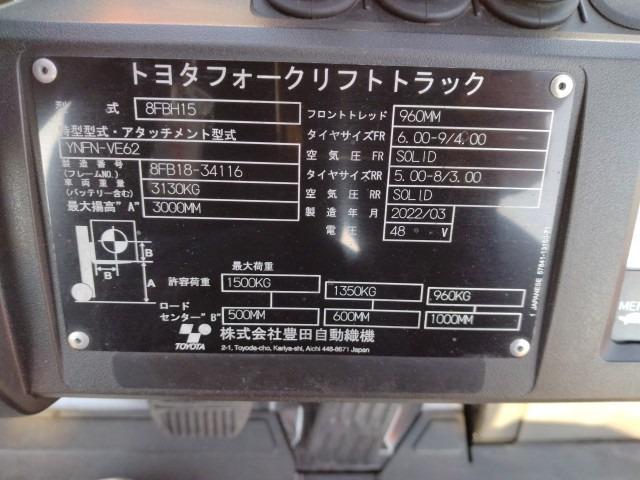 トヨタフォークリフトトラック
型式 8FBH15
特型型式・アタッチメント型式
YNFN-VE62
製造番号 (フレームNO.) 8FB18-34116
車両重量 (バッテリー含む) 3130KG
最大揚高"A" 3000MM
フロントトレッド 960MM
タイヤサイズFR 6.00-9/4.00
空気圧FR SOLID
タイヤサイズRR 5.00-8/3.00
空気圧RR SOLID
製造年月 2022/03
電圧 48 V
B
B
A
最大荷重
許容荷重 1500KG 1350KG 960KG
ロードセンター"B" 500MM 600MM 1000MM
TOYOTA 株式会社豊田自動織機
2-1, Toyoda-cho, Kariya-shi, Aichi 448-8671 Japan
JAPANESE